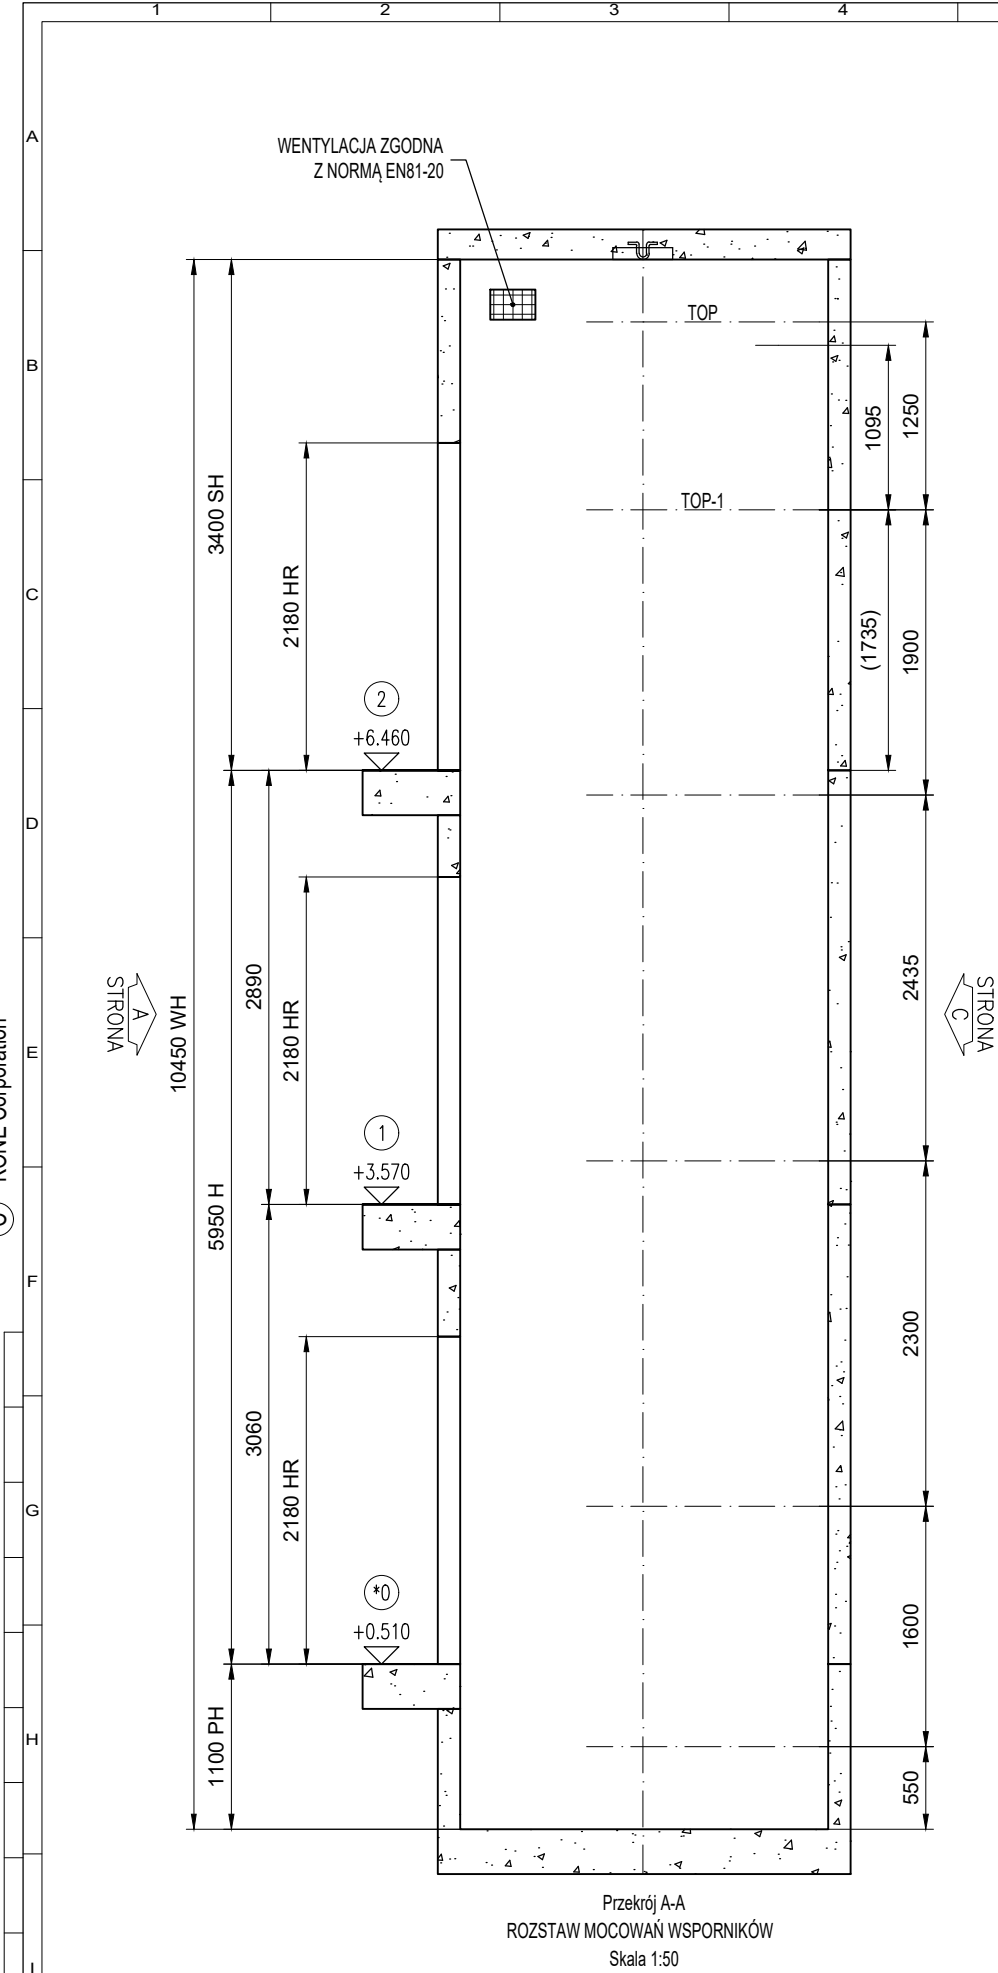 1 2 3 4
A
B
C
D
E
F
G
H
WENTYLACJA ZGODNA
Z NORMĄ EN81-20
TOP
TOP-1
1095
1250
(1735)
1900
2435
2300
1600
550
3400 SH
2180 HR
2
+6.460
2890
2180 HR
10450 WH
5950 H
1
+3.570
3060
2180 HR
*0
+0.510
1100 PH
STRONA
A
STRONA
C
KONE Corporation
Przekrój A-A
ROZSTAW MOCOWAŃ WSPORNIKÓW
Skala 1:50